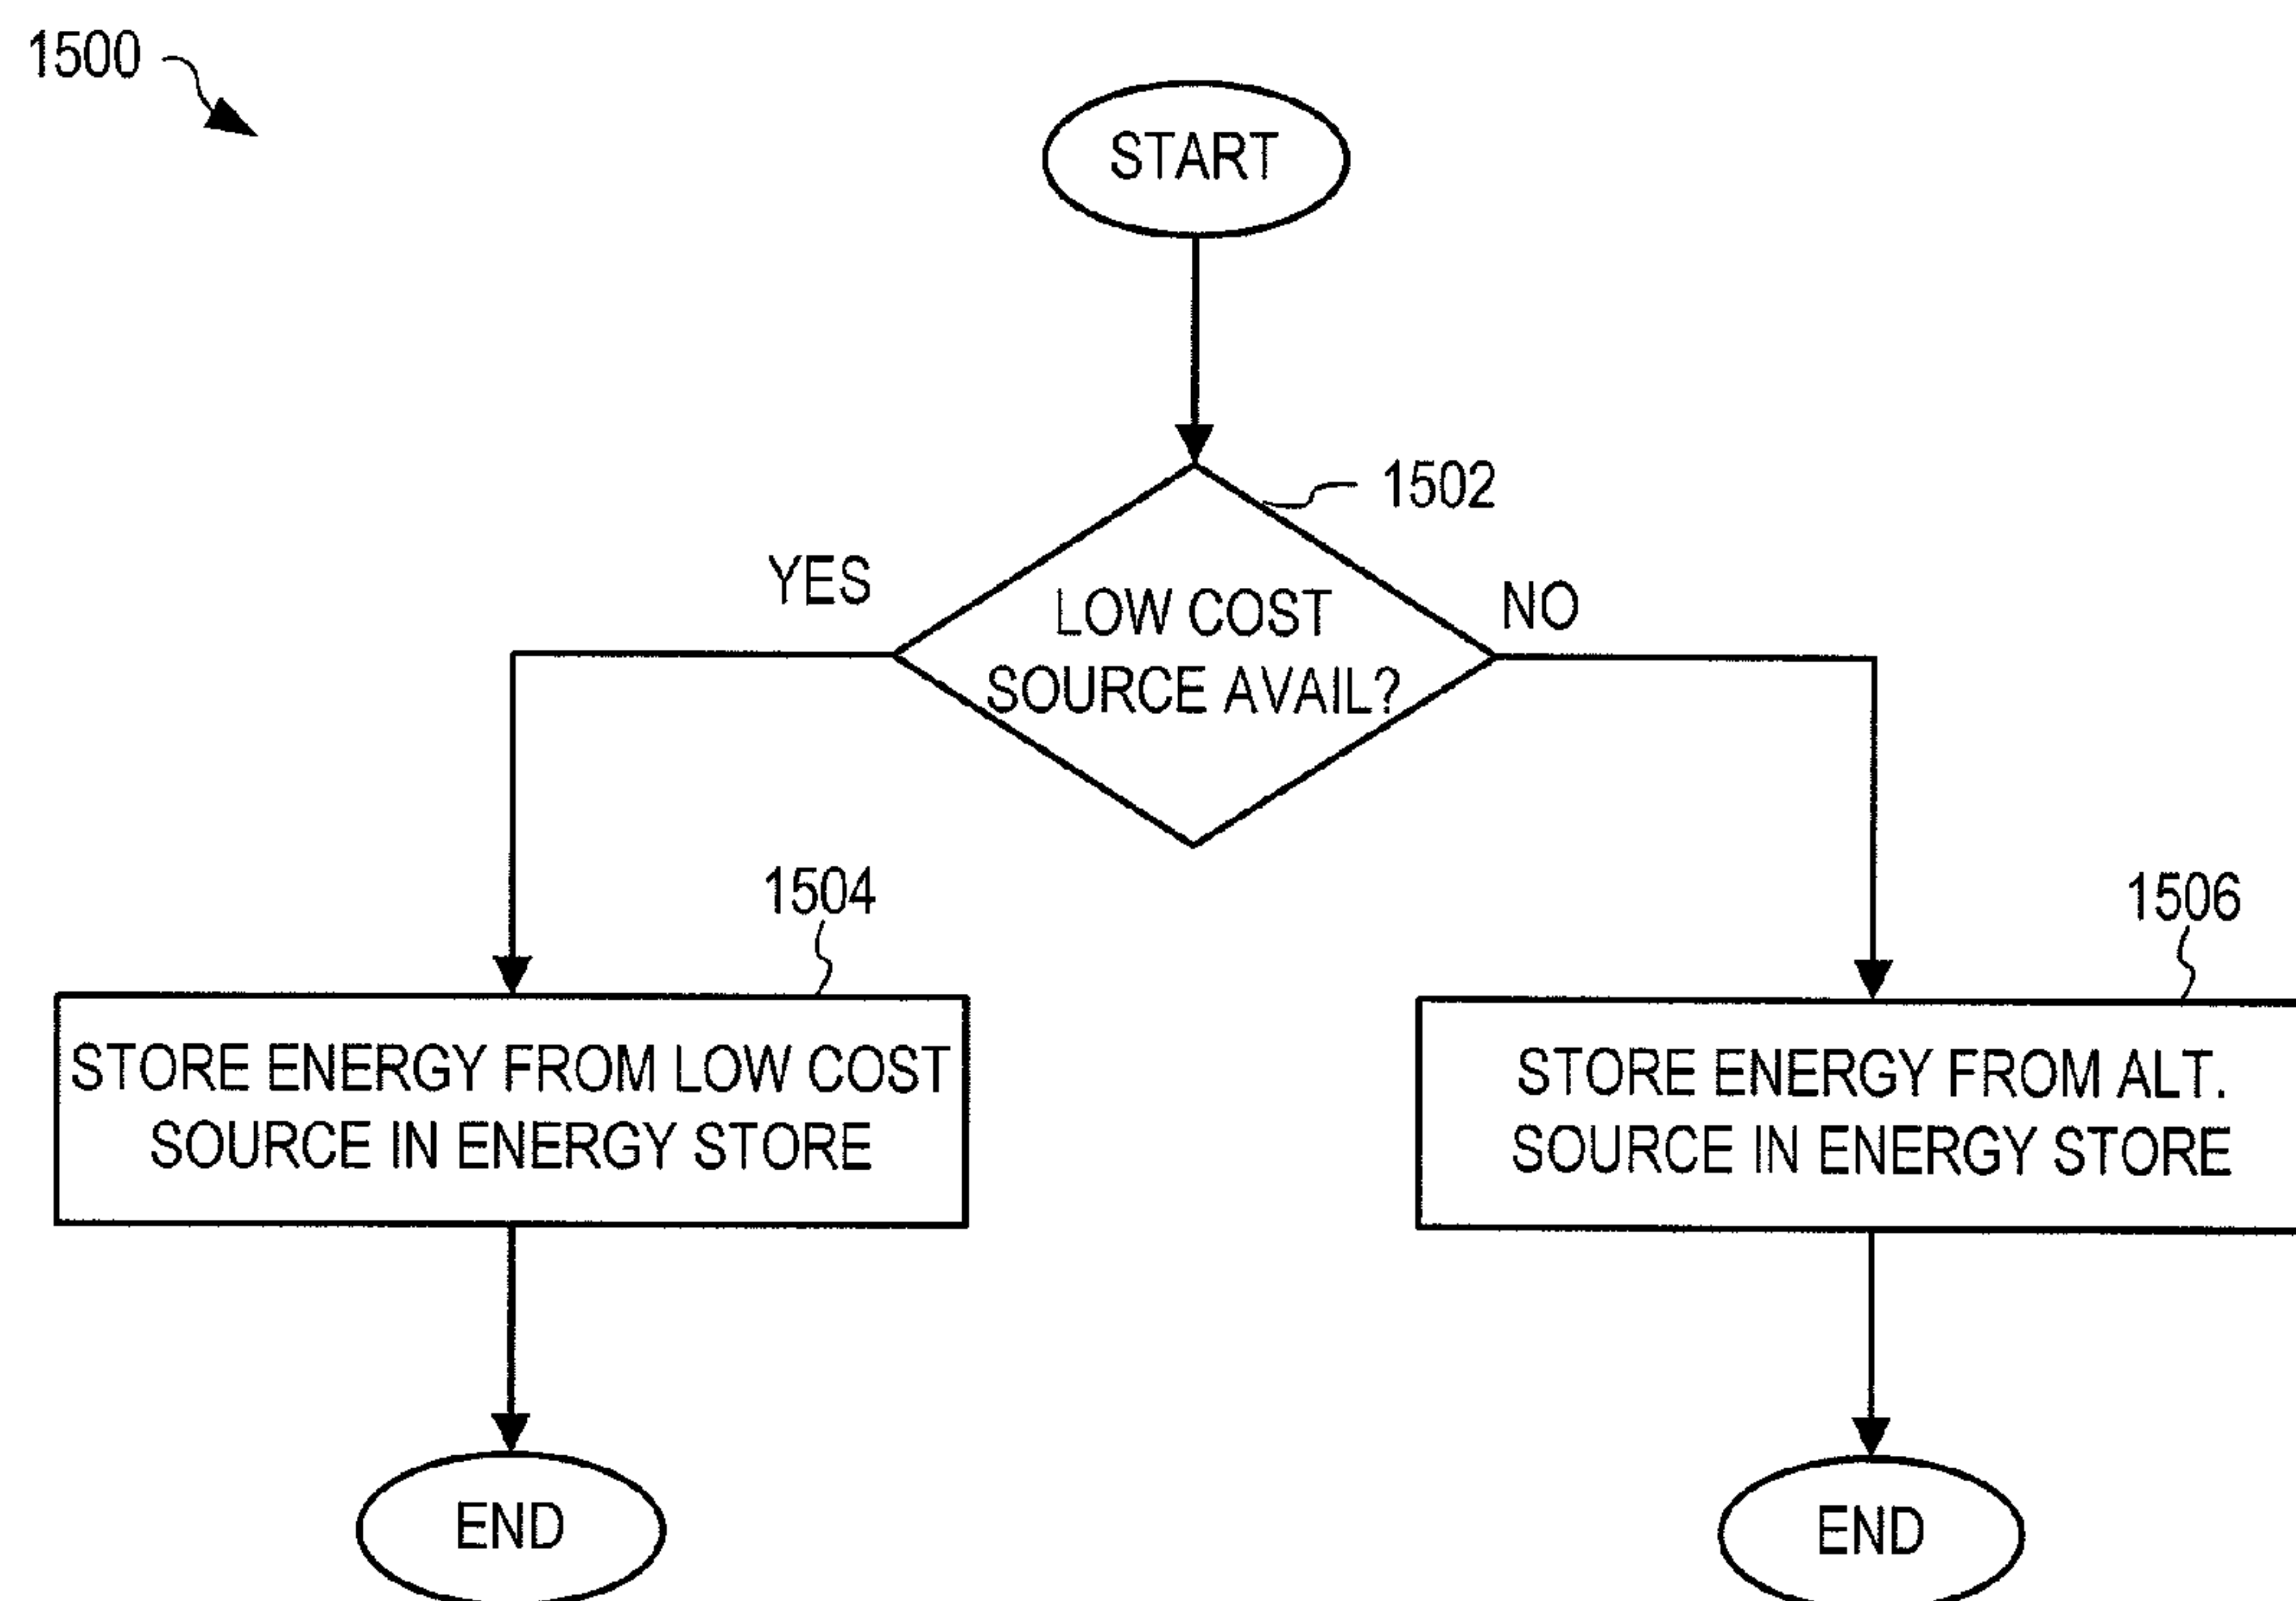 1500
START
1502
YES
LOW COST
NO
SOURCE AVAIL?
1504
1506
STORE ENERGY FROM LOW COST
SOURCE IN ENERGY STORE
STORE ENERGY FROM ALT.
SOURCE IN ENERGY STORE
END
END